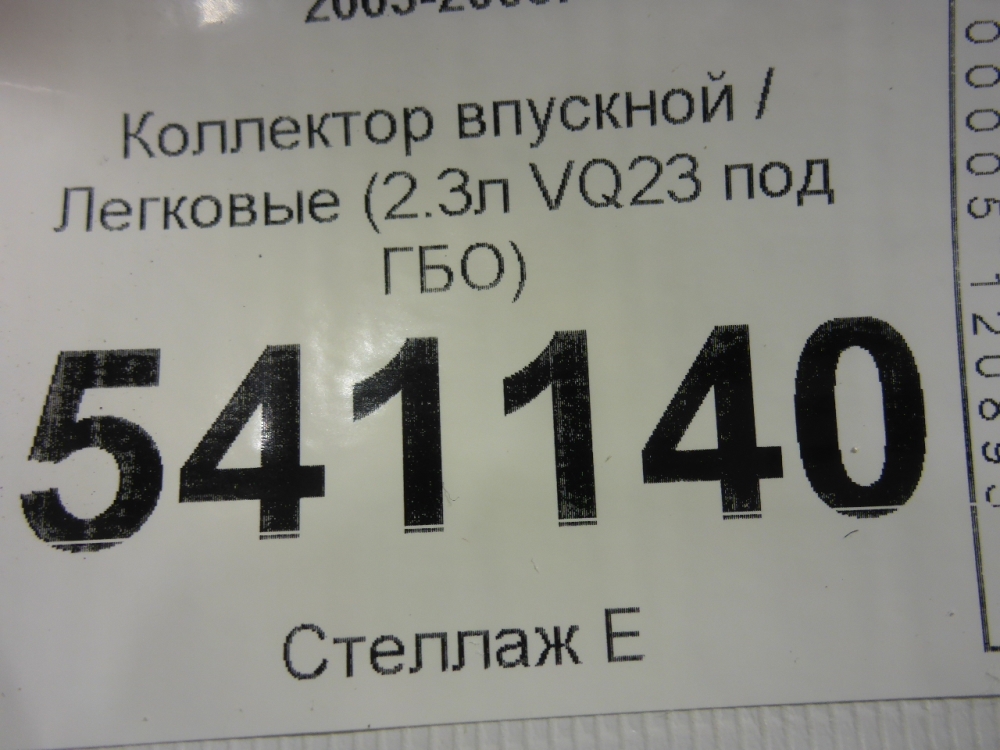 Коллектор впускной /
Легковые (2.3л VQ23 под
ГБО)
541140
Стеллаж Е